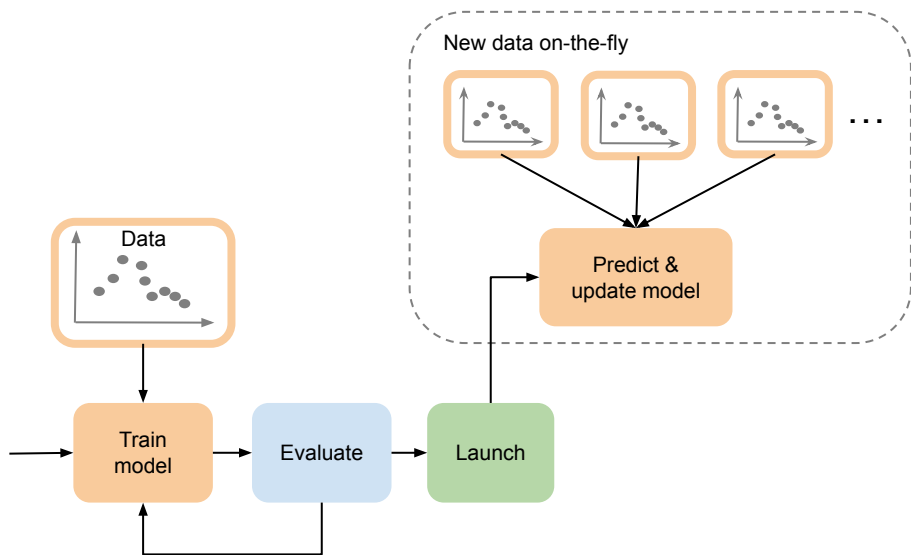 New data on-the-fly
...
Predict &
update model
Data
Train
model
Evaluate
Launch